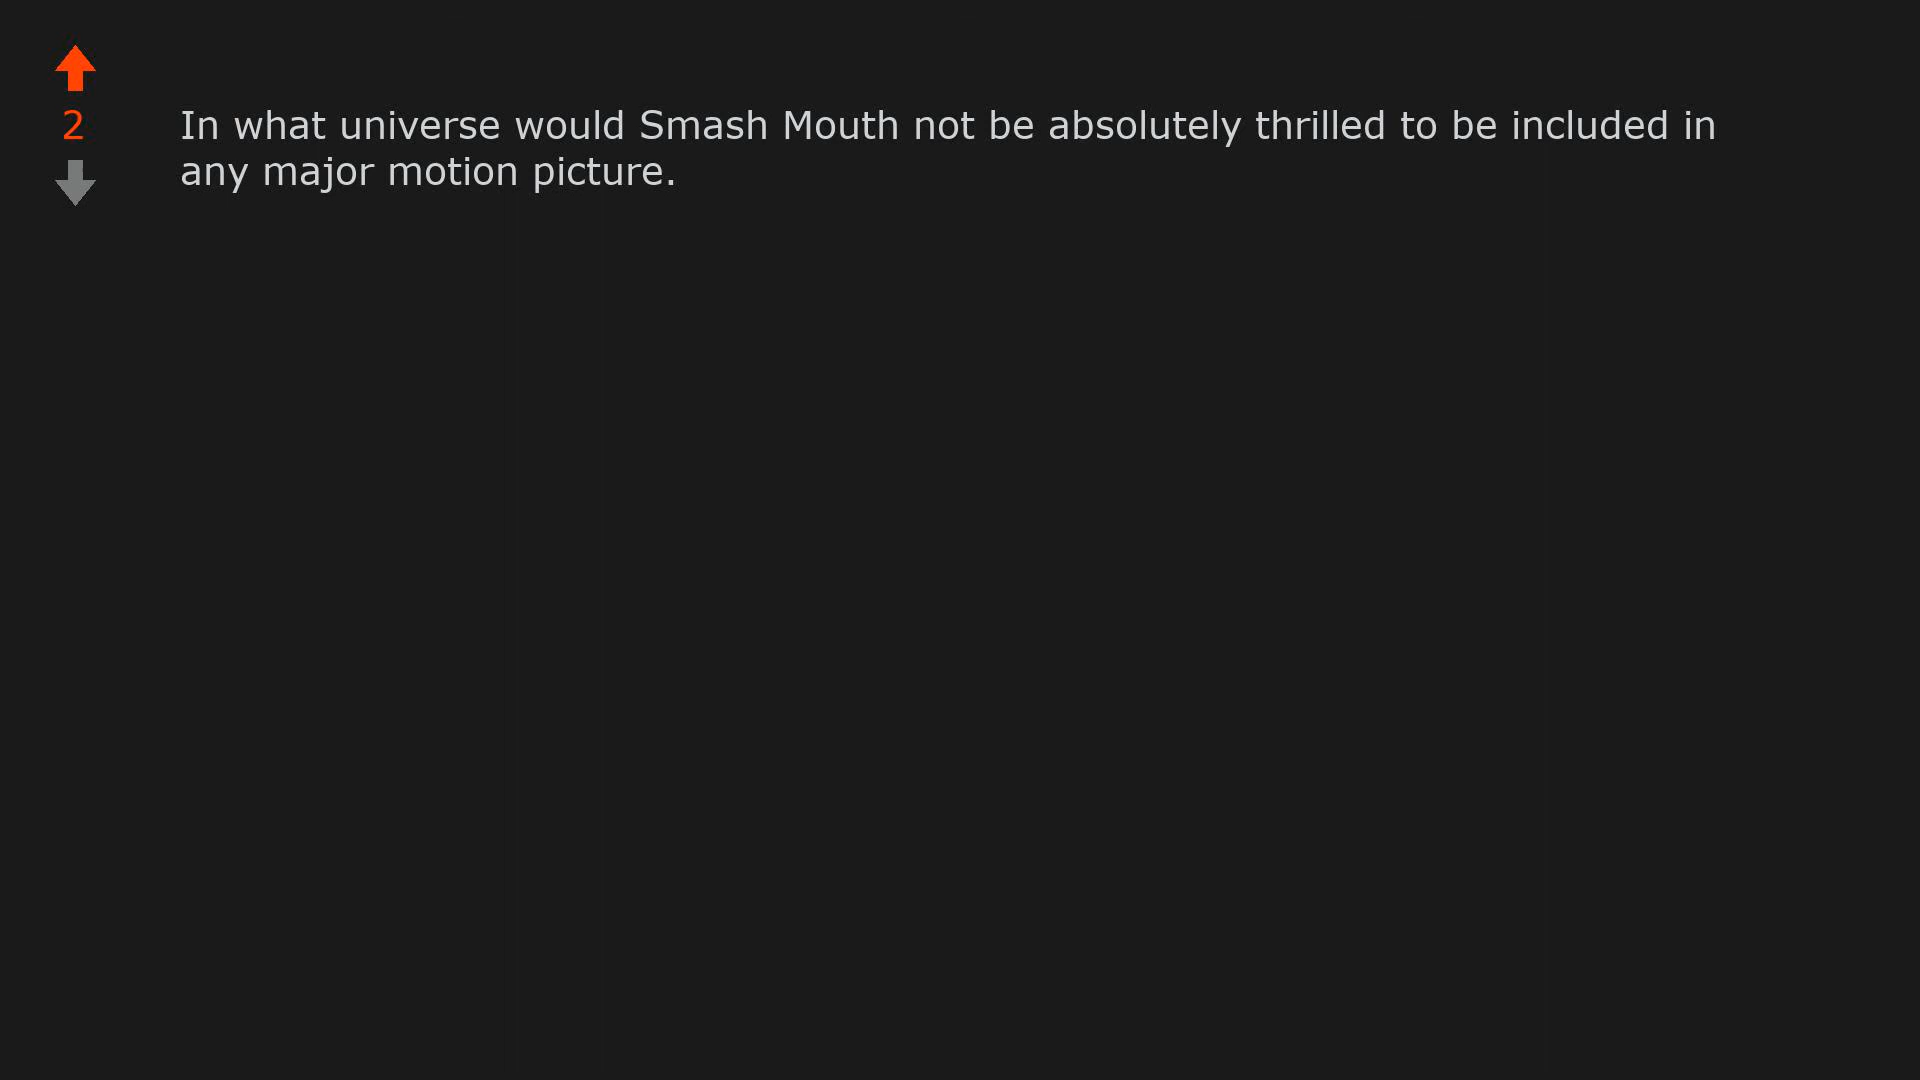 2
In what universe would Smash Mouth not be absolutely thrilled to be included in
any major motion picture.